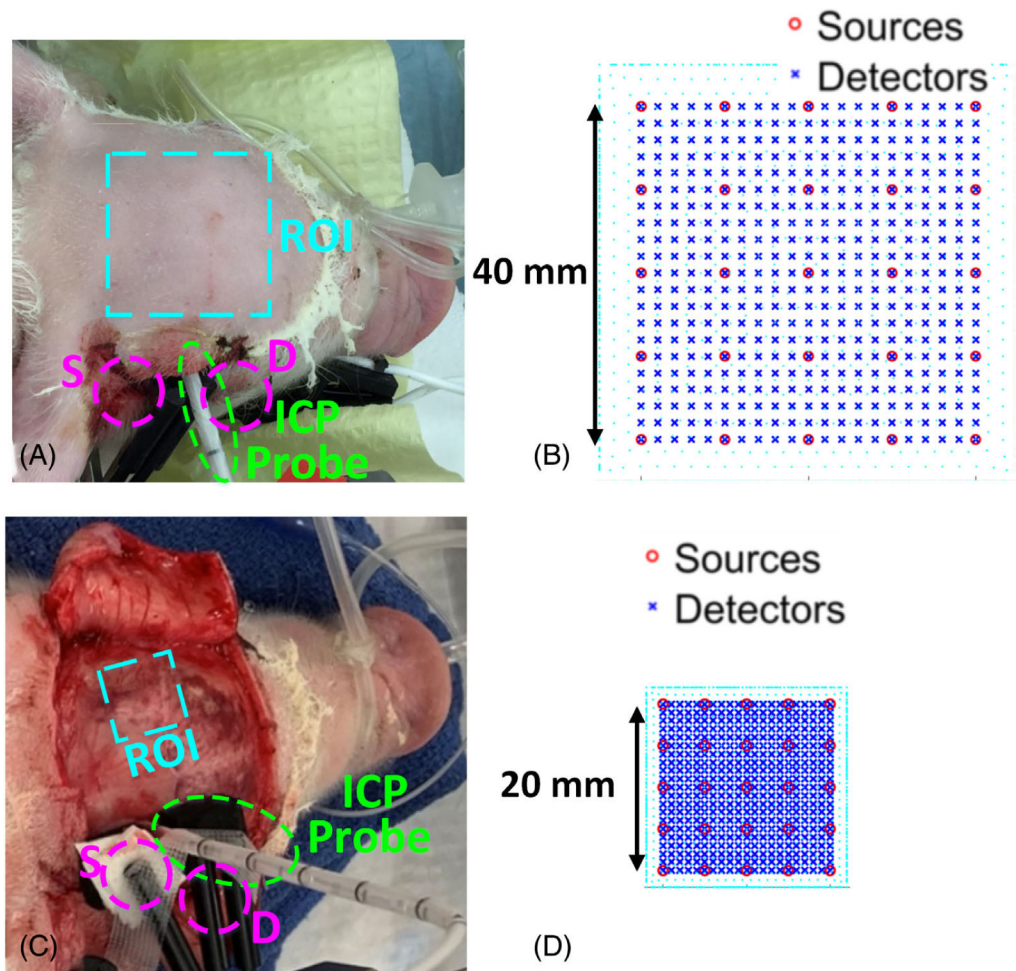 Sources
Detectors
ROI
S
D
ICP
Probe
(A)
40 mm
(B)
Sources
Detectors
ROI
ICP
Probe
S
D
(C)
20 mm
(D)